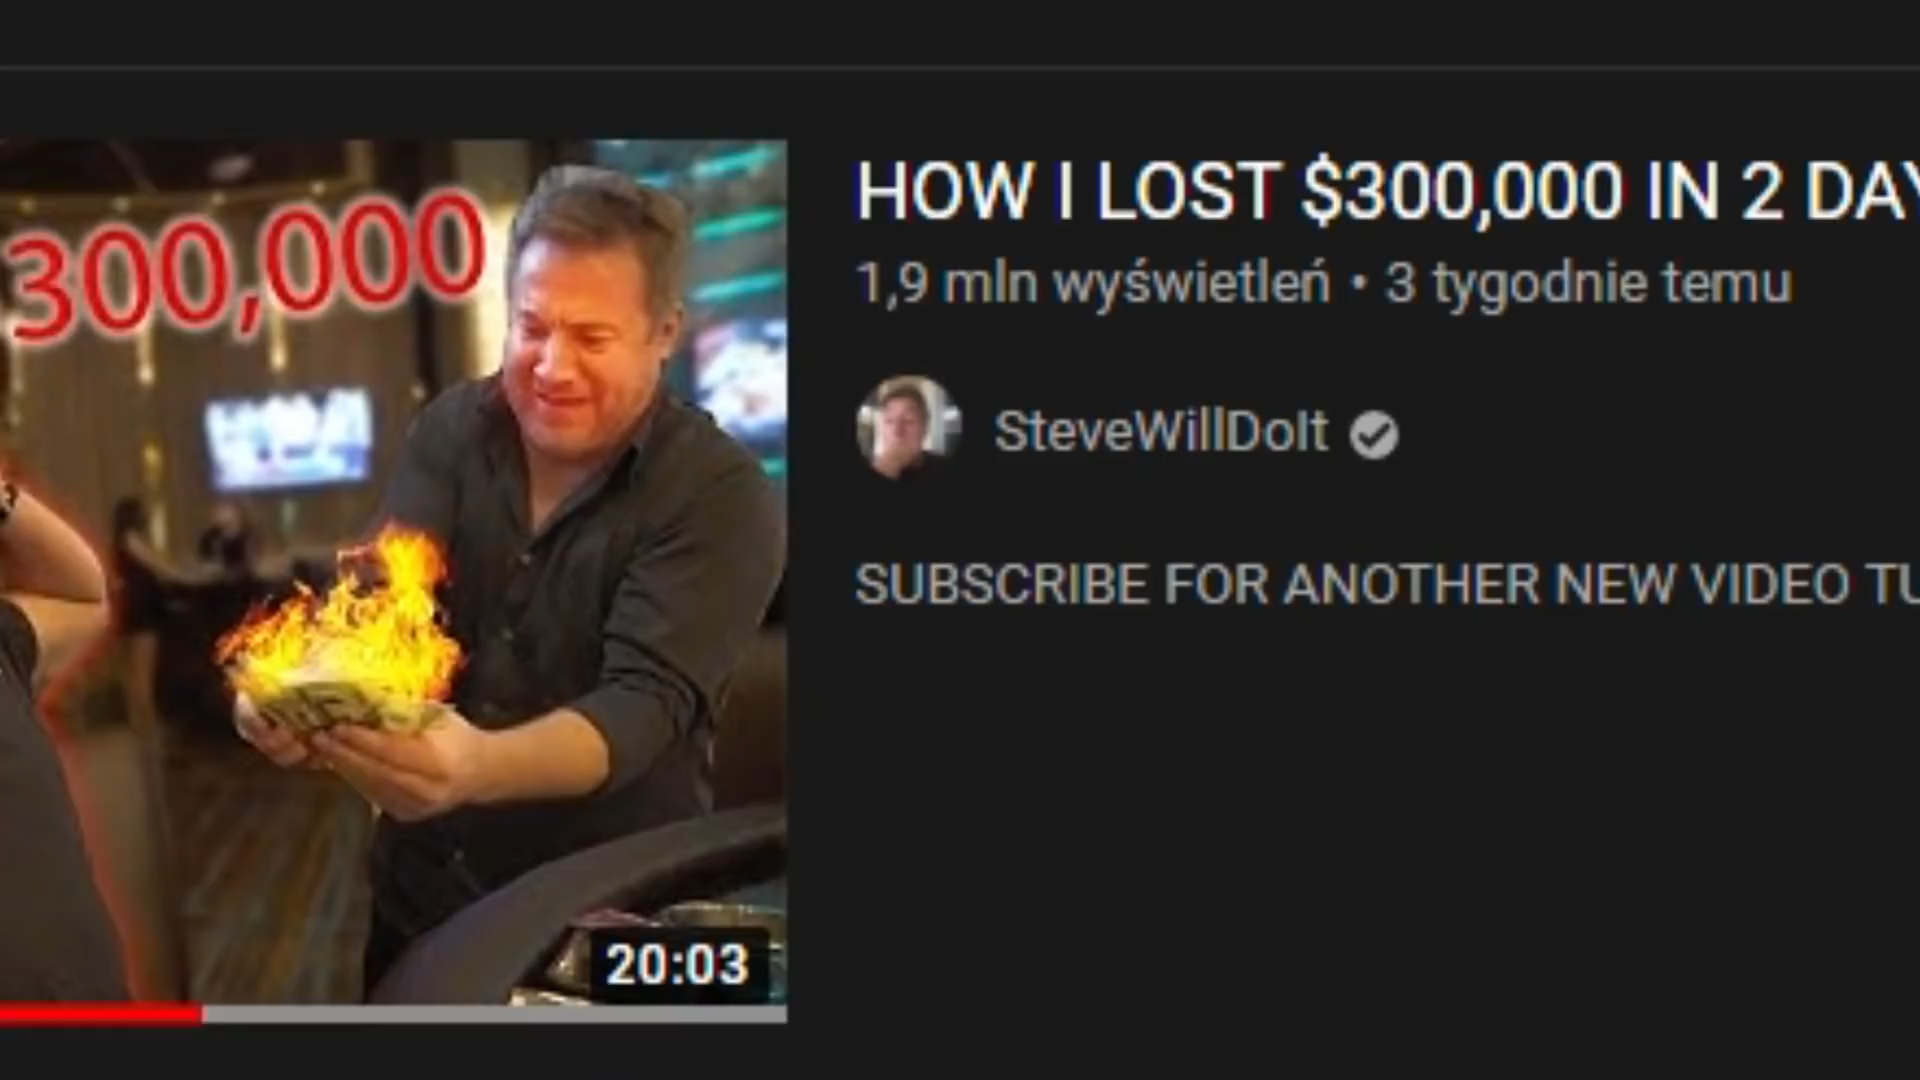 300,000
HOW I LOST $300,000 IN 2 DAY
1,9 mln wyświetleń • 3 tygodnie temu
SteveWillDoIt
SUBSCRIBE FOR ANOTHER NEW VIDEO TU
20:03